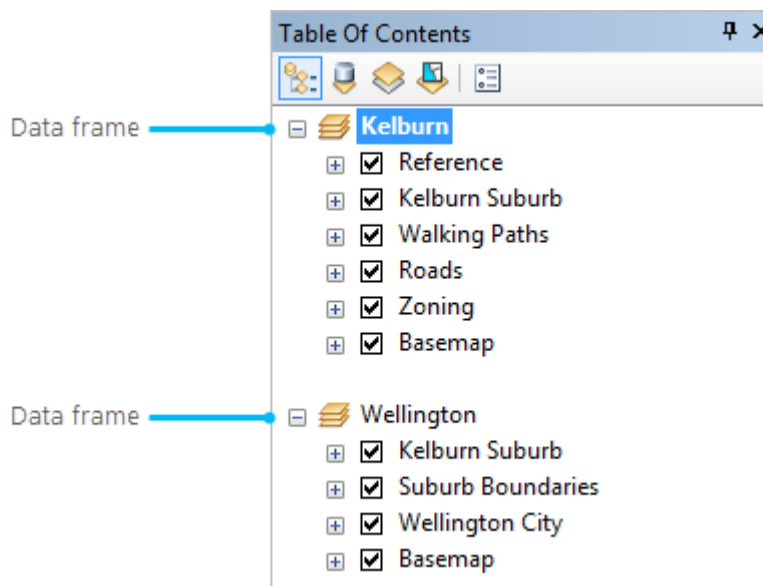 Table Of Contents
Data frame
Kelburn
Reference
Kelburn Suburb
Walking Paths
Roads
Zoning
Basemap
Data frame
Wellington
Kelburn Suburb
Suburb Boundaries
Wellington City
Basemap